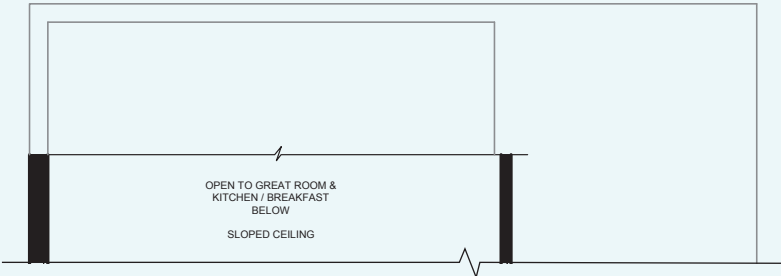 OPEN TO GREAT ROOM &
KITCHEN / BREAKFAST
BELOW
SLOPED CEILING